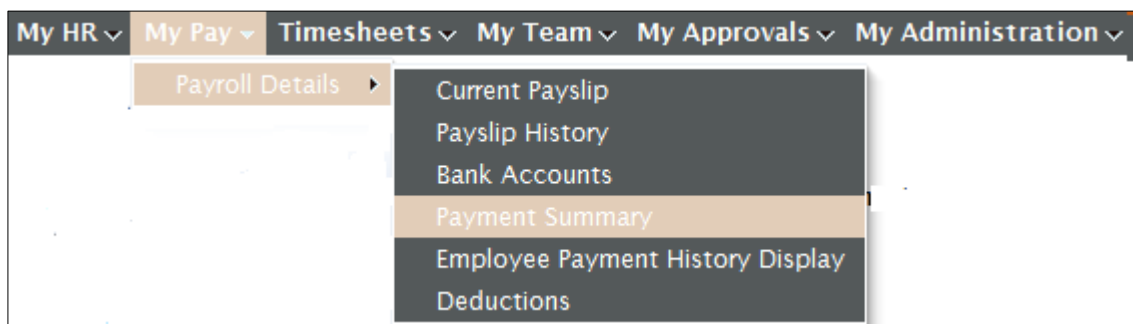 My HR My Pay Timesheets My Team My Approvals My Administration
Payroll Details
Current Payslip
Payslip History
Bank Accounts
Payment Summary
Employee Payment History Display
Deductions